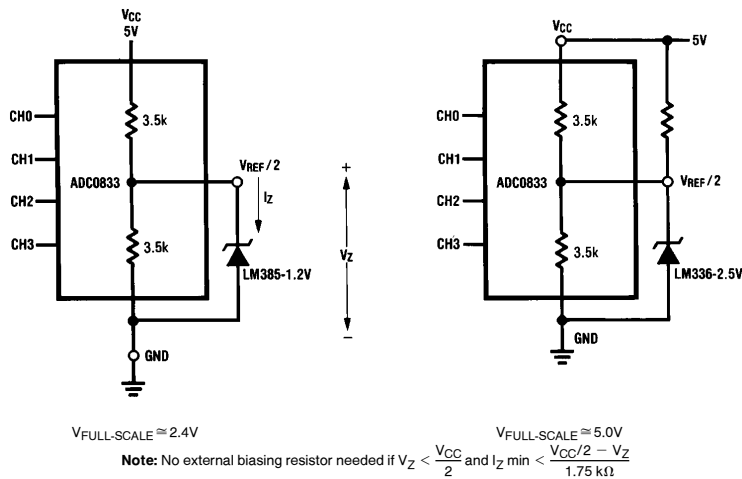 VCC
5V
CH0
CH1
CH2
CH3
ADC0833
3.5k
3.5k
VREF/2
IZ
LM385-1.2V
GND
+
VZ
−
VCC
5V
CH0
CH1
CH2
CH3
ADC0833
3.5k
3.5k
VREF/2
LM336-2.5V
GND
VFULL-SCALE ≅ 2.4V
VFULL-SCALE ≅ 5.0V
Note: No external biasing resistor needed if VZ < VCC/2 and IZ min < (VCC/2 − VZ)/1.75 kΩ